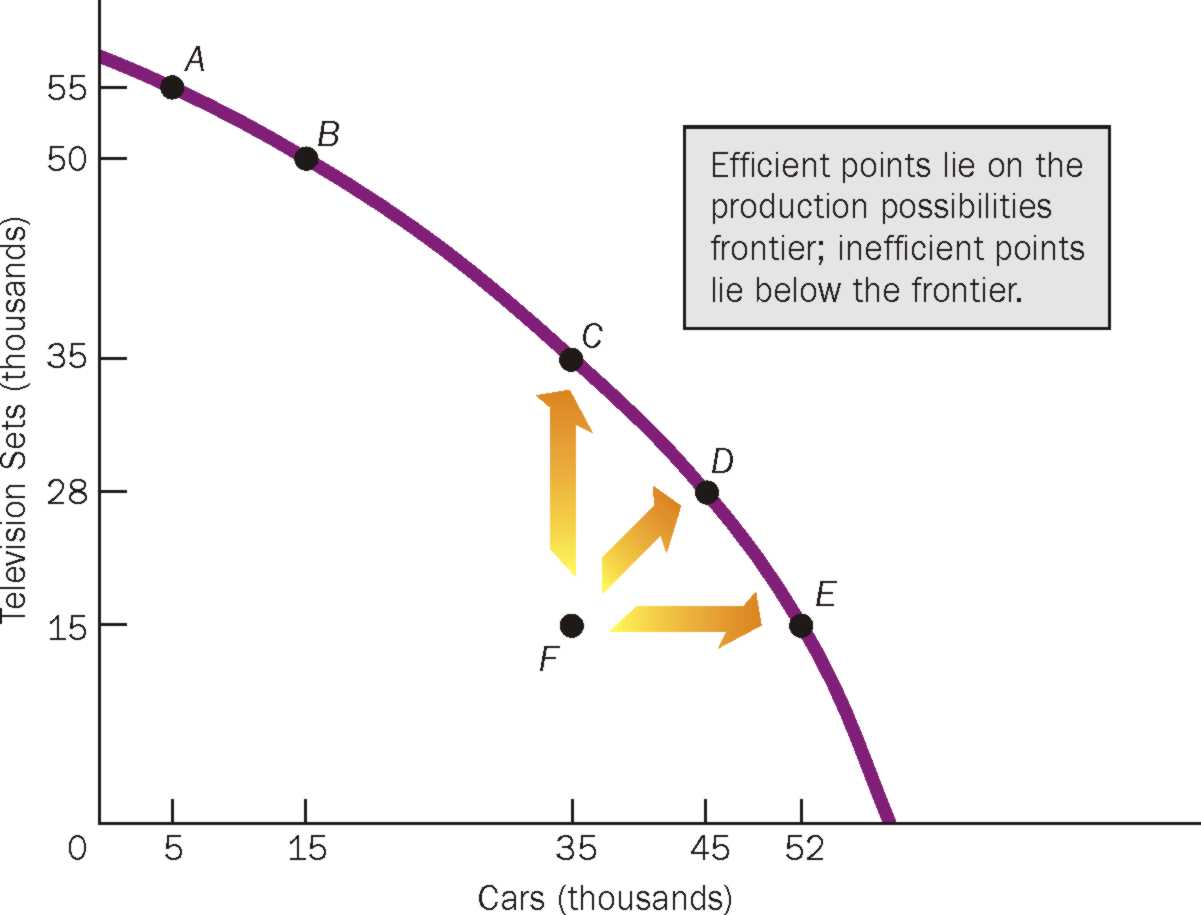 A
55
B
50
Efficient points lie on the
production possibilities
frontier; inefficient points
lie below the frontier.
Television Sets (thousands)
C
35
D
28
E
15
F
0 5 15 35 45 52
Cars (thousands)